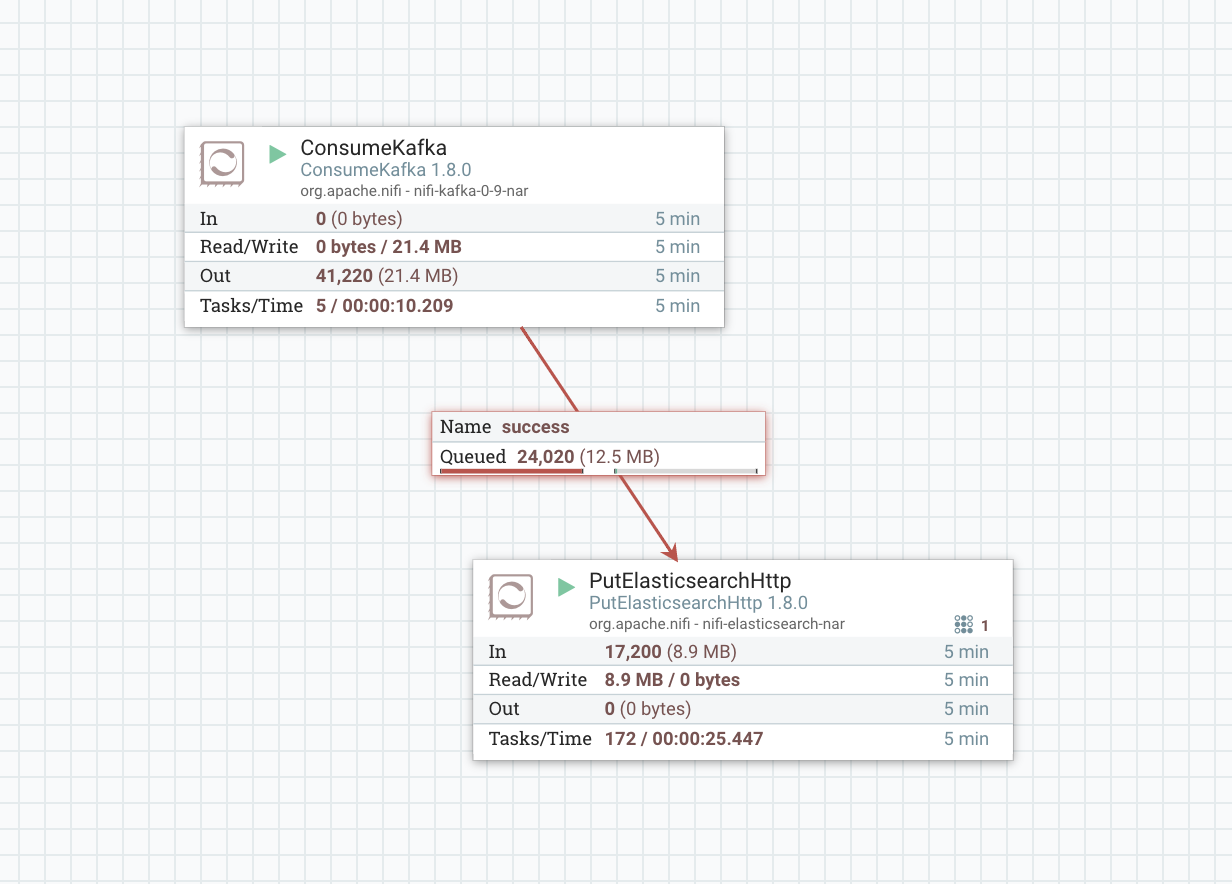 ConsumeKafka
ConsumeKafka 1.8.0
org.apache.nifi - nifi-kafka-0-9-nar
In 0 (0 bytes) 5 min
Read/Write 0 bytes / 21.4 MB 5 min
Out 41,220 (21.4 MB) 5 min
Tasks/Time 5 / 00:00:10.209 5 min
Name success
Queued 24,020 (12.5 MB)
PutElasticsearchHttp
PutElasticsearchHttp 1.8.0
org.apache.nifi - nifi-elasticsearch-nar
1
In 17,200 (8.9 MB) 5 min
Read/Write 8.9 MB / 0 bytes 5 min
Out 0 (0 bytes) 5 min
Tasks/Time 172 / 00:00:25.447 5 min